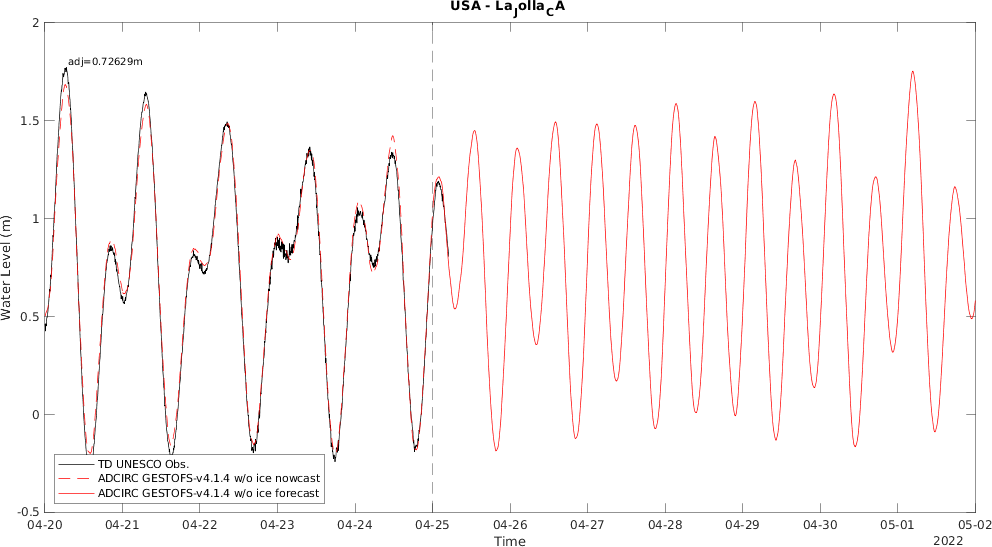 USA - LaJollaCA
adj=0.72629m
2
1.5
1
0.5
0
-0.5
Water Level (m)
TD UNESCO Obs.
ADCIRC GESTOFS-v4.1.4 w/o ice nowcast
ADCIRC GESTOFS-v4.1.4 w/o ice forecast
04-20 04-21 04-22 04-23 04-24 04-25 04-26 04-27 04-28 04-29 04-30 05-01 05-02
Time
2022